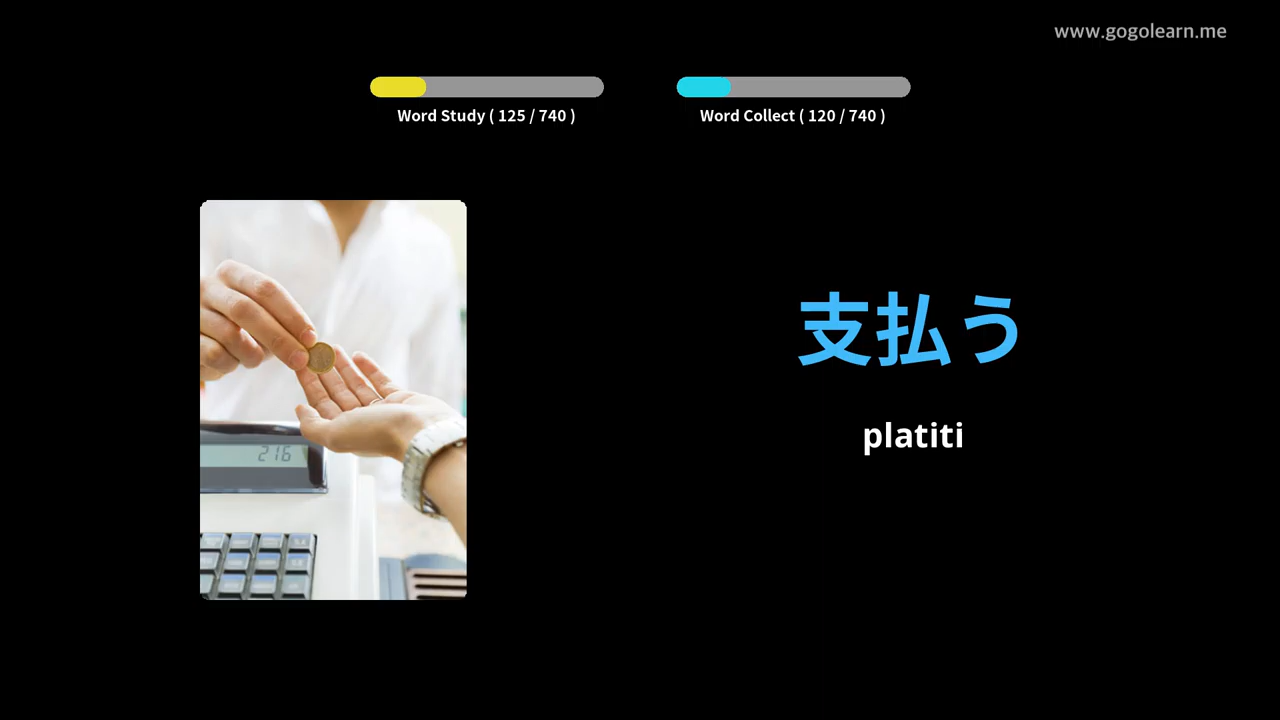 www.gogolearn.me
Word Study ( 125 / 740 )
Word Collect ( 120 / 740 )
216
支払う
platiti